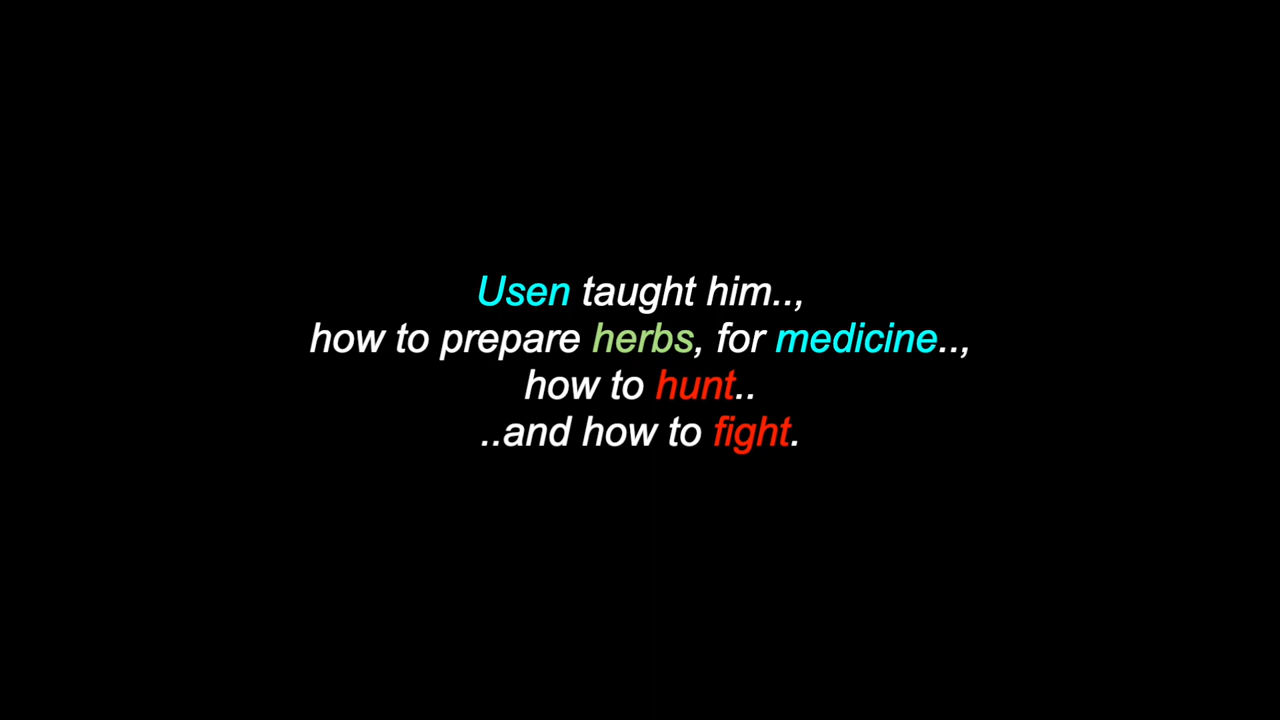 Usen taught him..,
how to prepare herbs, for medicine..,
how to hunt..
..and how to fight.